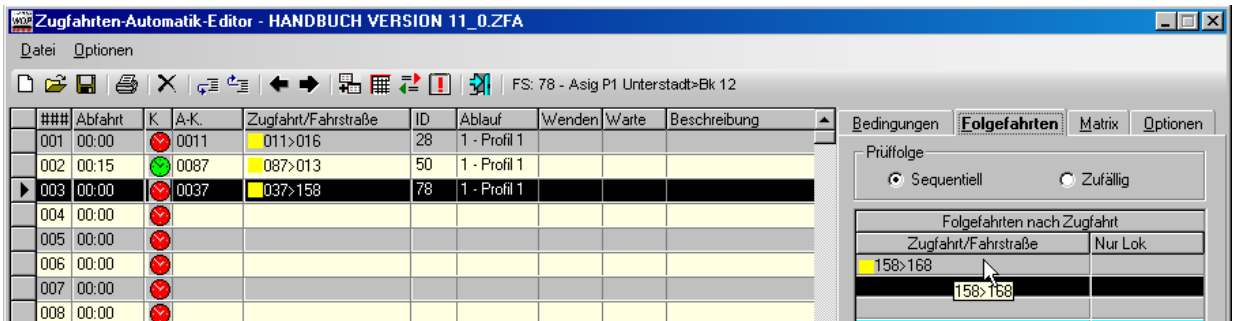 Zugfahrten-Automatik-Editor - HANDBUCH VERSION 11_0.ZFA
Datei Optionen
FS: 78 - Asig P1 Unterstadt>Bk 12
### Abfahrt K A-K. Zugfahrt/Fahrstraße ID Ablauf Wenden Warte Beschreibung
001 00:00 0011 011>016 28 1 - Profil 1
002 00:15 0087 087>013 50 1 - Profil 1
003 00:00 0037 037>158 78 1 - Profil 1
004 00:00
005 00:00
006 00:00
007 00:00
008 00:00
Bedingungen Folgefahrten Matrix Optionen
Prüffolge
Sequentiell Zufällig
Folgefahrten nach Zugfahrt
Zugfahrt/Fahrstraße Nur Lok
158>168
158>168